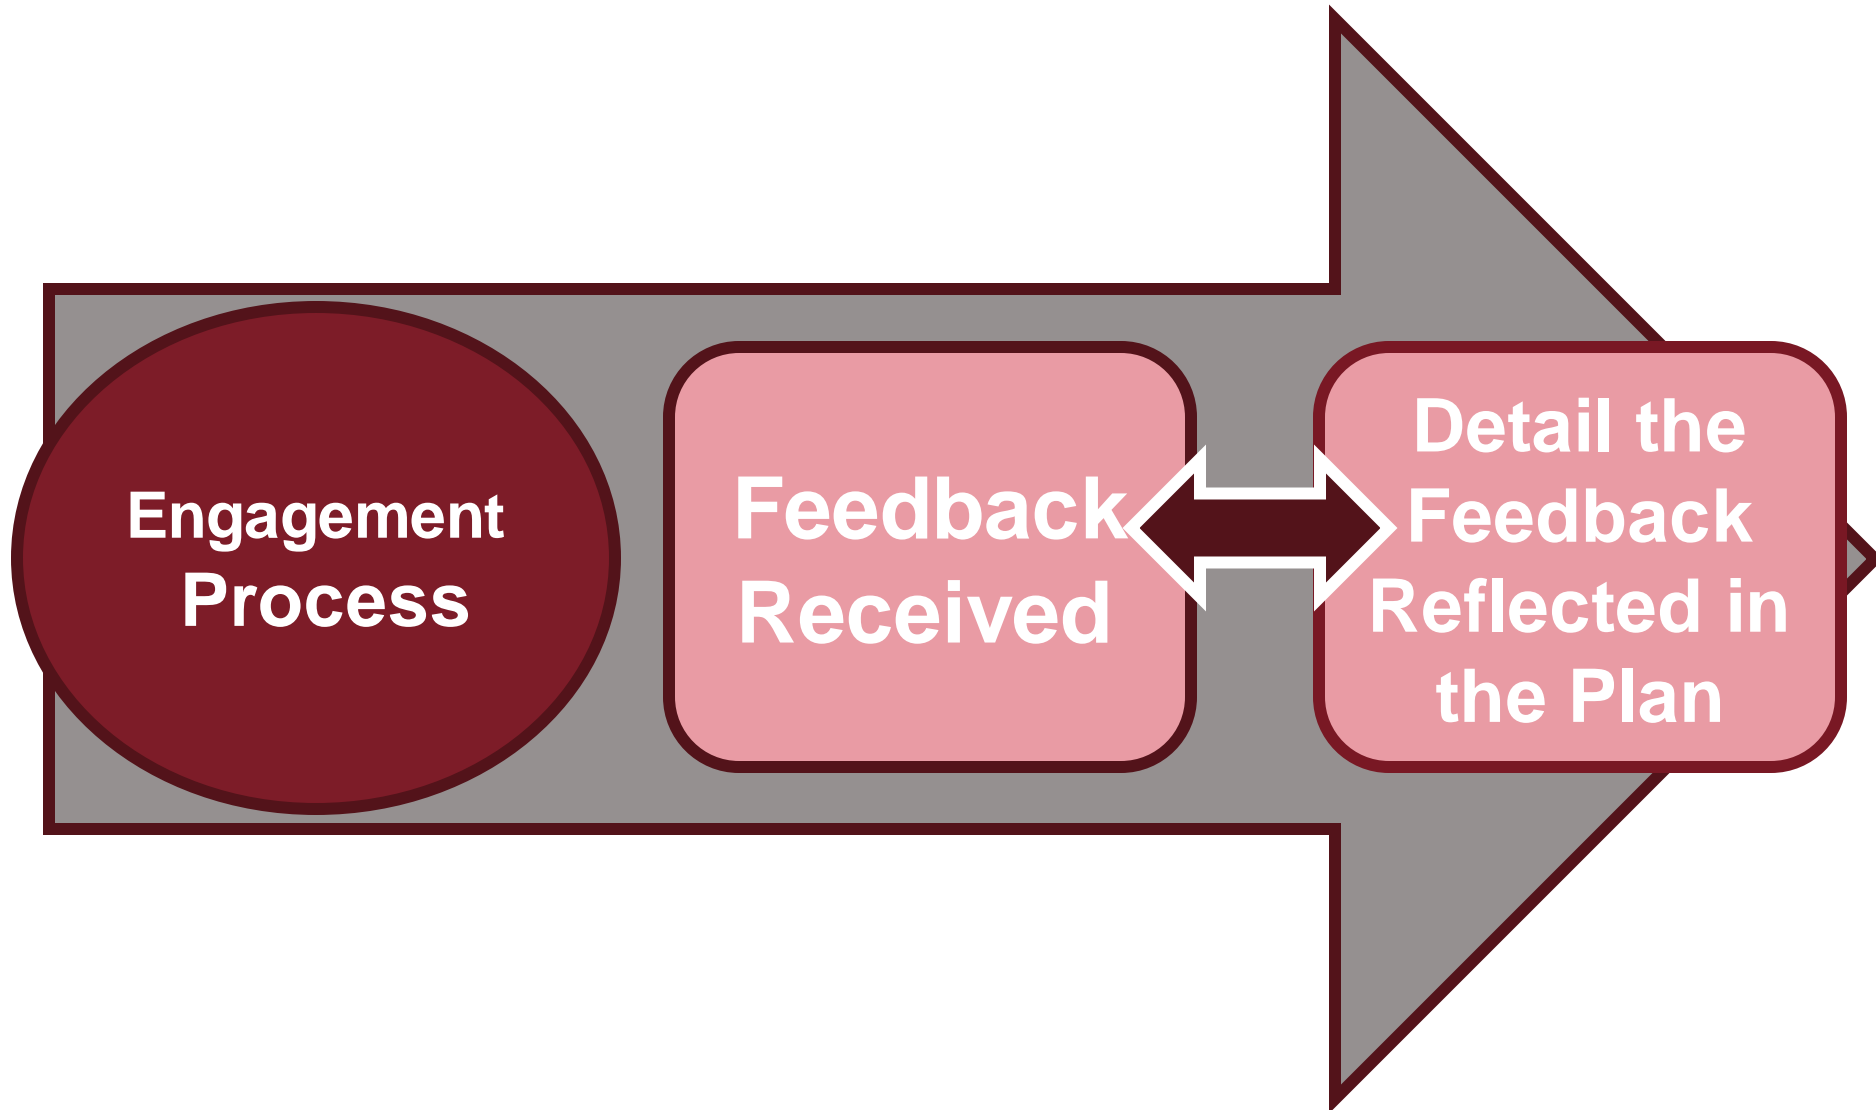 Engagement
Process
Feedback
Received
Detail the
Feedback
Reflected in
the Plan